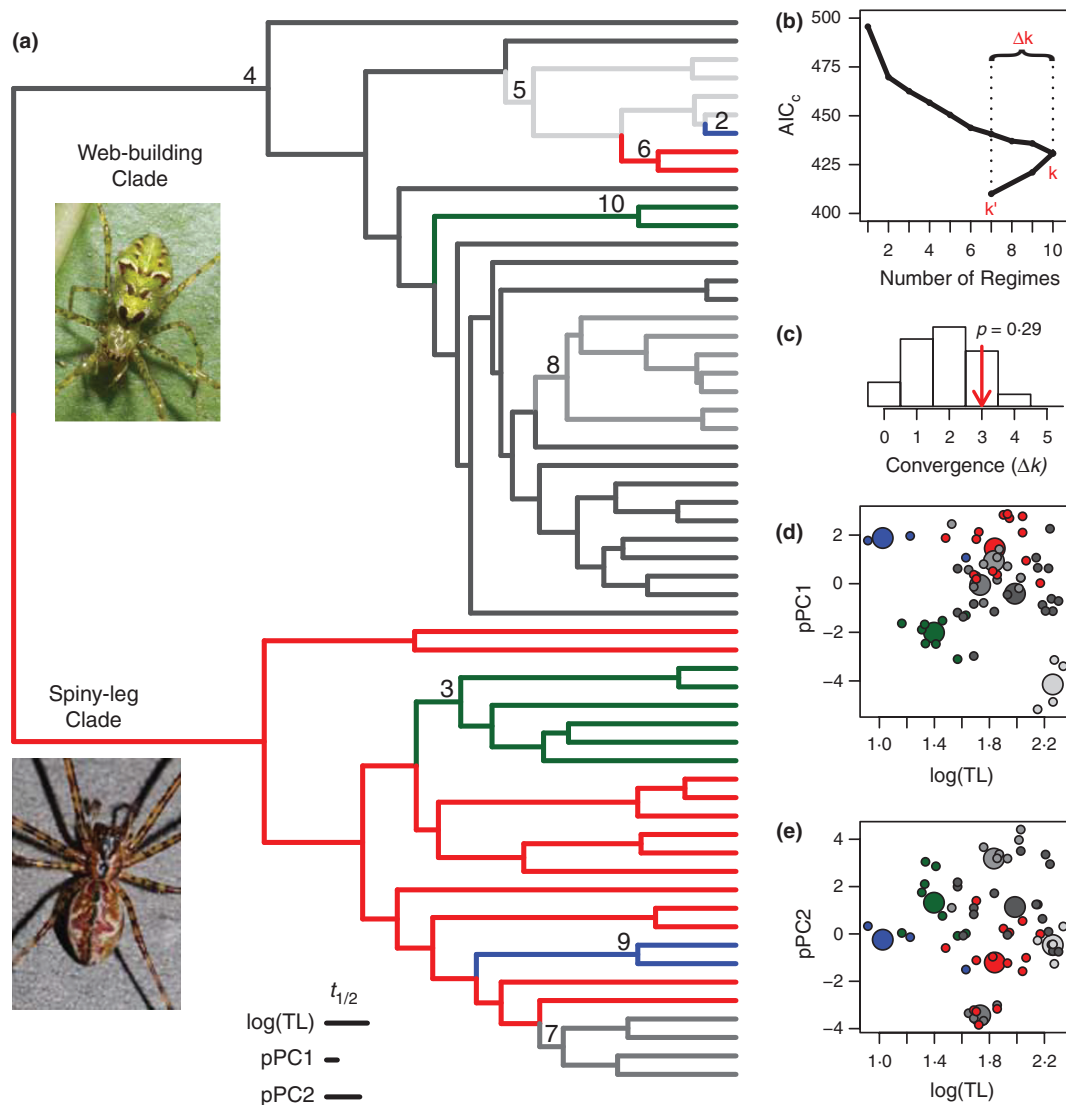 (a)
4
5
2
6
10
8
3
9
7
Web-building
Clade
Spiny-leg
Clade
t1/2
log(TL)
pPC1
pPC2
(b)
500
475
450
425
400
AICc
Δk
k
k'
2
4
6
8
10
Number of Regimes
(c)
p = 0·29
0 1 2 3 4 5
Convergence (Δk)
(d)
2
0
−2
−4
pPC1
1·0 1·4 1·8 2·2
log(TL)
(e)
4
2
0
−2
−4
pPC2
1·0 1·4 1·8 2·2
log(TL)